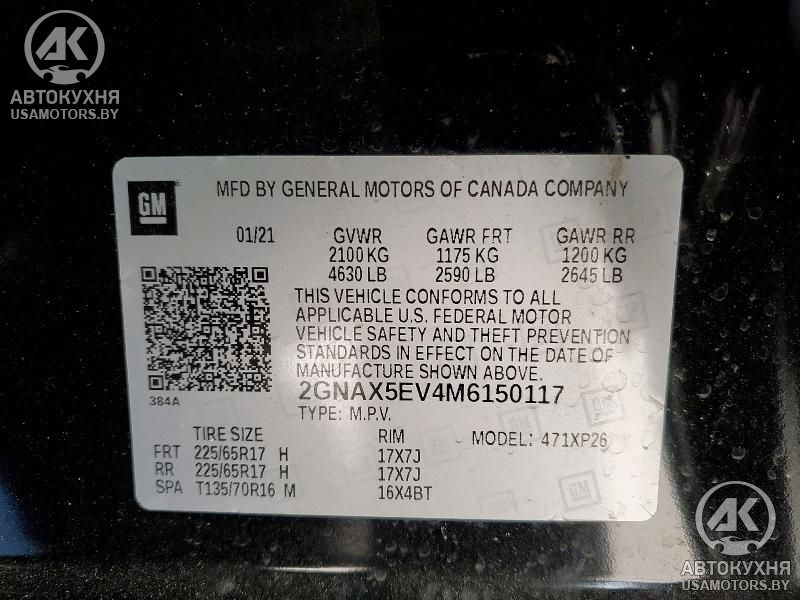 AK
АВТОКУХНЯ
USAMOTORS.BY
GM
MFD BY GENERAL MOTORS OF CANADA COMPANY
01/21 GVWR GAWR FRT GAWR RR
2100 KG 1175 KG 1200 KG
4630 LB 2590 LB 2645 LB
THIS VEHICLE CONFORMS TO ALL
APPLICABLE U.S. FEDERAL MOTOR
VEHICLE SAFETY AND THEFT PREVENTION
STANDARDS IN EFFECT ON THE DATE OF
MANUFACTURE SHOWN ABOVE.
384A
2GNAX5EV4M6150117
TYPE: M.P.V.
TIRE SIZE RIM MODEL: 471XP26
FRT 225/65R17 H 17X7J
RR 225/65R17 H 17X7J
SPA T135/70R16 M 16X4BT
GM
AK
АВТОКУХНЯ
USAMOTORS.BY